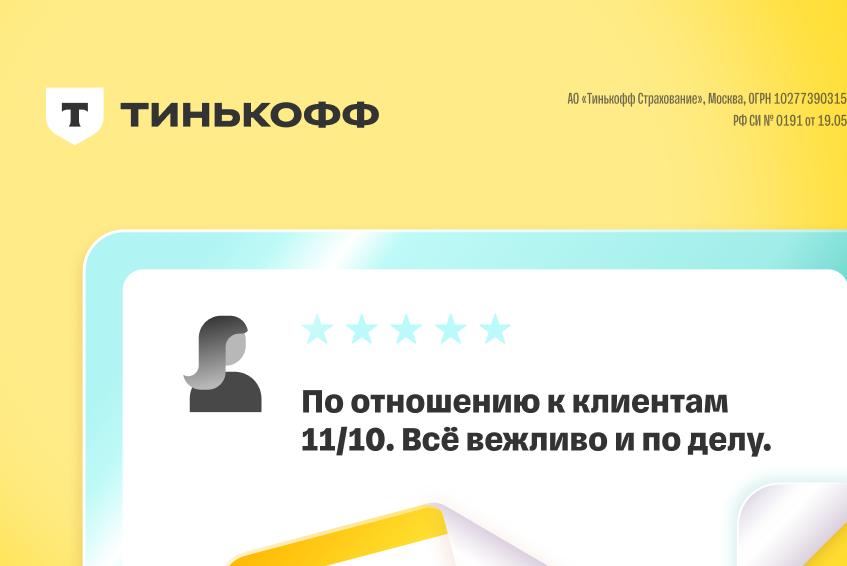 Т ТИНЬКОФФ
АО «Тинькофф Страхование», Москва, ОГРН 10277390315
РФ СИ № 0191 от 19.05
По отношению к клиентам
11/10. Всё вежливо и по делу.